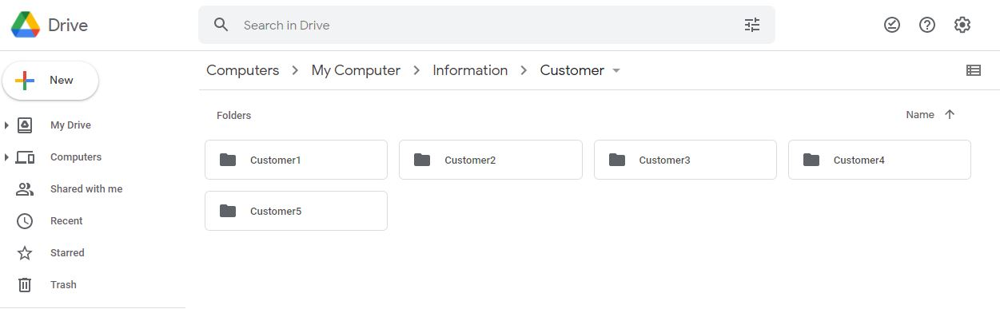 Drive
Search in Drive
New
Computers
My Computer
Information
Customer
My Drive
Computers
Shared with me
Recent
Starred
Trash
Folders
Name
Customer1
Customer2
Customer3
Customer4
Customer5